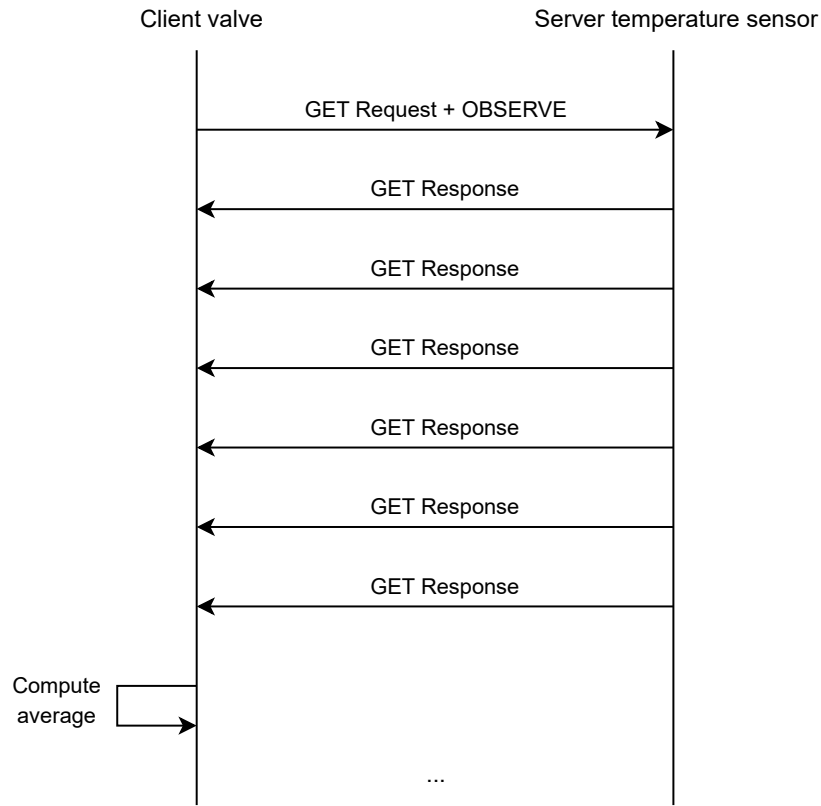 Client valve
Server temperature sensor
GET Request + OBSERVE
GET Response
GET Response
GET Response
GET Response
GET Response
GET Response
Compute
average
...